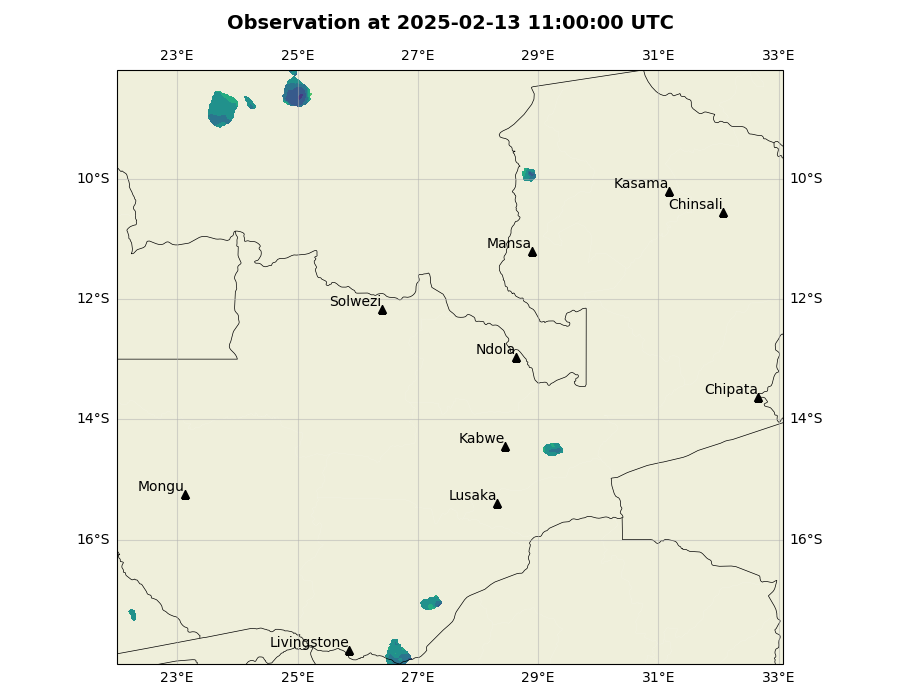 Observation at 2025-02-13 11:00:00 UTC
23°E 25°E 27°E 29°E 31°E 33°E
10°S 10°S
Kasama
Chinsali
Mansa
12°S 12°S
Solwezi
Ndola
Chipata
14°S 14°S
Kabwe
Mongu
Lusaka
16°S 16°S
Livingstone
23°E 25°E 27°E 29°E 31°E 33°E